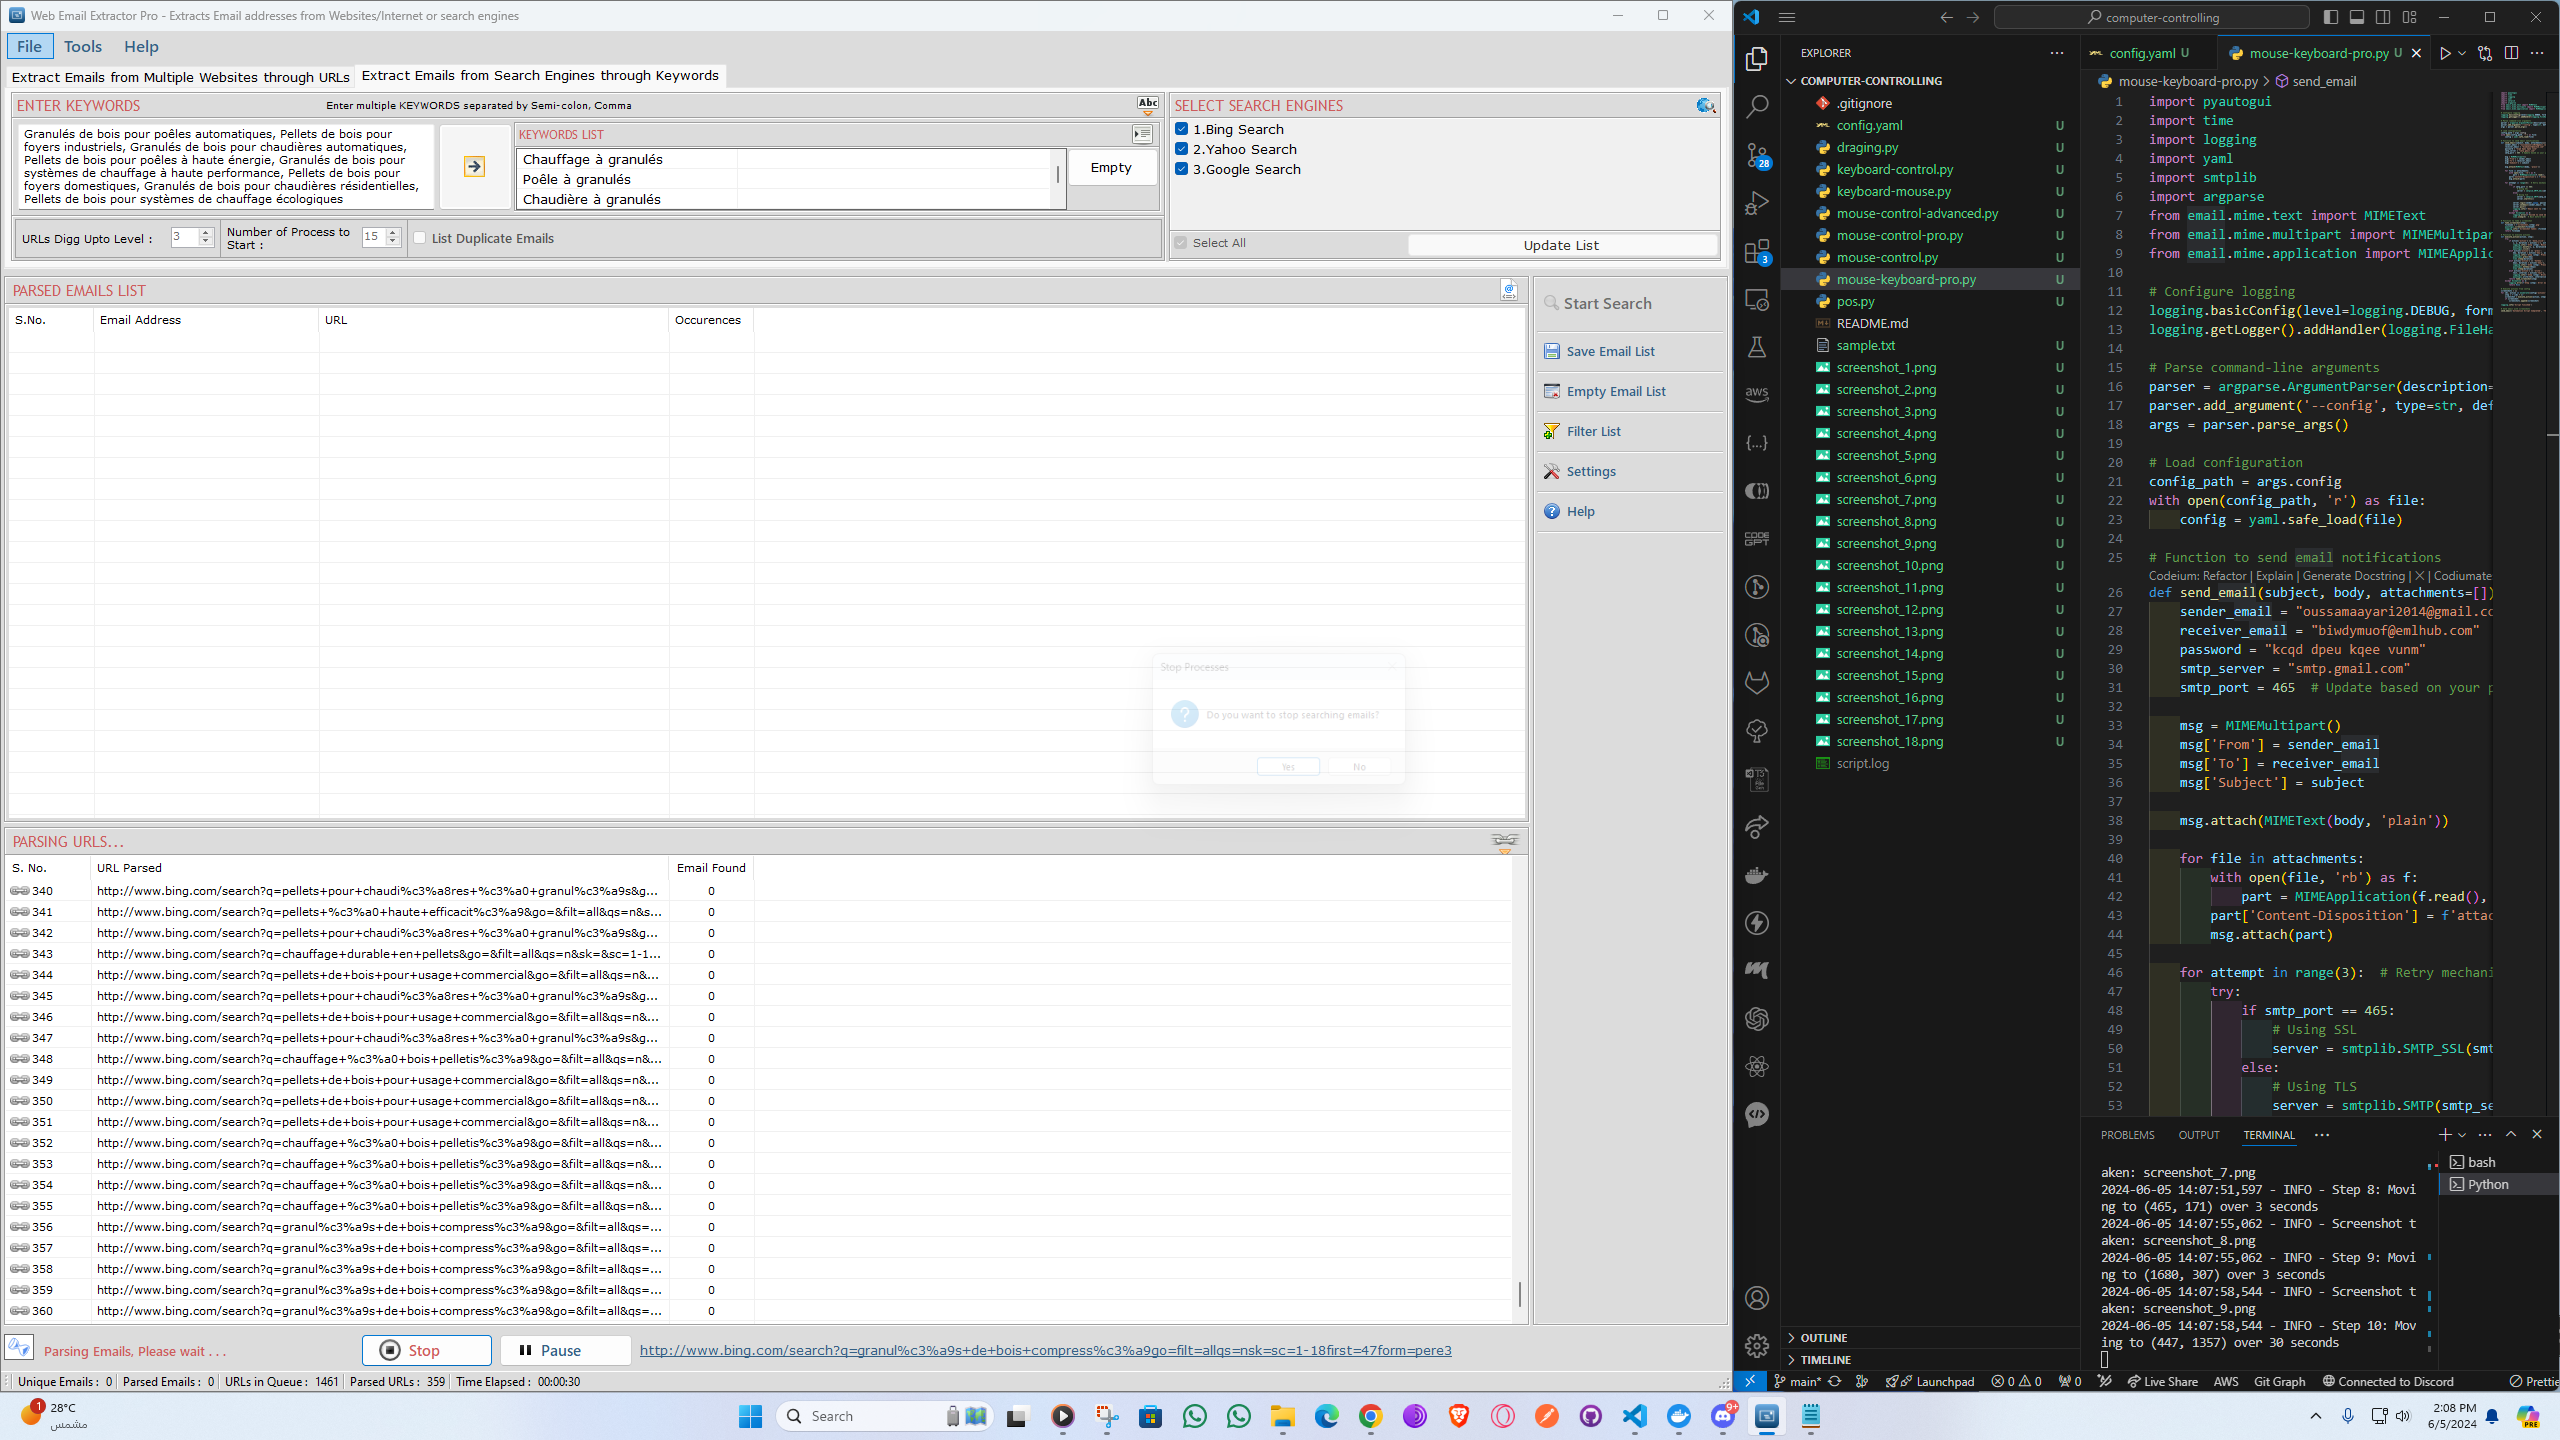 Web Email Extractor Pro - Extracts Email addresses from Websites/Internet or search engines
File Tools Help
Extract Emails from Multiple Websites through URLs Extract Emails from Search Engines through Keywords
ENTER KEYWORDS Enter multiple KEYWORDS separated by Semi-colon, Comma Abc
Granulés de bois pour poêles automatiques, Pellets de bois pour
foyers industriels, Granulés de bois pour chaudières automatiques,
Pellets de bois pour poêles à haute énergie, Granulés de bois pour
systèmes de chauffage à haute performance, Pellets de bois pour
foyers domestiques, Granulés de bois pour chaudières résidentielles,
Pellets de bois pour systèmes de chauffage écologiques
KEYWORDS LIST
Chauffage à granulés
Poêle à granulés
Chaudière à granulés
Empty
URLs Digg Upto Level : 3
Number of Process to
Start : 15
List Duplicate Emails
SELECT SEARCH ENGINES
1.Bing Search
2.Yahoo Search
3.Google Search
Select All Update List
PARSED EMAILS LIST
S.No. Email Address URL Occurences
Start Search
Save Email List
Empty Email List
Filter List
Settings
Help
Stop Processes
Do you want to stop searching emails?
Yes No
PARSING URLS...
S. No. URL Parsed Email Found
340 http://www.bing.com/search?q=pellets+pour+chaudi%c3%a8res+%c3%a0+granul%c3%a9s&g... 0
341 http://www.bing.com/search?q=pellets+%c3%a0+haute+efficacit%c3%a9&go=&filt=all&qs=n&s... 0
342 http://www.bing.com/search?q=pellets+pour+chaudi%c3%a8res+%c3%a0+granul%c3%a9s&g... 0
343 http://www.bing.com/search?q=chauffage+durable+en+pellets&go=&filt=all&qs=n&sk=&sc=1-1... 0
344 http://www.bing.com/search?q=pellets+de+bois+pour+usage+commercial&go=&filt=all&qs=n&... 0
345 http://www.bing.com/search?q=pellets+pour+chaudi%c3%a8res+%c3%a0+granul%c3%a9s&g... 0
346 http://www.bing.com/search?q=pellets+de+bois+pour+usage+commercial&go=&filt=all&qs=n&... 0
347 http://www.bing.com/search?q=pellets+pour+chaudi%c3%a8res+%c3%a0+granul%c3%a9s&g... 0
348 http://www.bing.com/search?q=chauffage+%c3%a0+bois+pelletis%c3%a9&go=&filt=all&qs=n&... 0
349 http://www.bing.com/search?q=pellets+de+bois+pour+usage+commercial&go=&filt=all&qs=n&... 0
350 http://www.bing.com/search?q=pellets+de+bois+pour+usage+commercial&go=&filt=all&qs=n&... 0
351 http://www.bing.com/search?q=pellets+de+bois+pour+usage+commercial&go=&filt=all&qs=n&... 0
352 http://www.bing.com/search?q=chauffage+%c3%a0+bois+pelletis%c3%a9&go=&filt=all&qs=n&... 0
353 http://www.bing.com/search?q=chauffage+%c3%a0+bois+pelletis%c3%a9&go=&filt=all&qs=n&... 0
354 http://www.bing.com/search?q=chauffage+%c3%a0+bois+pelletis%c3%a9&go=&filt=all&qs=n&... 0
355 http://www.bing.com/search?q=chauffage+%c3%a0+bois+pelletis%c3%a9&go=&filt=all&qs=n&... 0
356 http://www.bing.com/search?q=granul%c3%a9s+de+bois+compress%c3%a9&go=&filt=all&qs=... 0
357 http://www.bing.com/search?q=granul%c3%a9s+de+bois+compress%c3%a9&go=&filt=all&qs=... 0
358 http://www.bing.com/search?q=granul%c3%a9s+de+bois+compress%c3%a9&go=&filt=all&qs=... 0
359 http://www.bing.com/search?q=granul%c3%a9s+de+bois+compress%c3%a9&go=&filt=all&qs=... 0
360 http://www.bing.com/search?q=granul%c3%a9s+de+bois+compress%c3%a9&go=&filt=all&qs=... 0
Parsing Emails, Please wait . . . Stop Pause http://www.bing.com/search?q=granul%c3%a9s+de+bois+compress%c3%a9go=filt=allqs=nsk=sc=1-18first=47form=pere3
Unique Emails : 0 Parsed Emails : 0 URLs in Queue : 1461 Parsed URLs : 359 Time Elapsed : 00:00:30
computer-controlling
EXPLORER
COMPUTER-CONTROLLING
.gitignore
config.yaml U
draging.py U
keyboard-control.py U
keyboard-mouse.py U
mouse-control-advanced.py U
mouse-control-pro.py U
mouse-control.py U
mouse-keyboard-pro.py U
pos.py U
README.md
sample.txt U
screenshot_1.png U
screenshot_2.png U
screenshot_3.png U
screenshot_4.png U
screenshot_5.png U
screenshot_6.png U
screenshot_7.png U
screenshot_8.png U
screenshot_9.png U
screenshot_10.png U
screenshot_11.png U
screenshot_12.png U
screenshot_13.png U
screenshot_14.png U
screenshot_15.png U
screenshot_16.png U
screenshot_17.png U
screenshot_18.png U
script.log
OUTLINE
TIMELINE
28
3
aws
CODE
GPT
config.yaml U mouse-keyboard-pro.py U
mouse-keyboard-pro.py > send_email
1 import pyautogui
2 import time
3 import logging
4 import yaml
5 import smtplib
6 import argparse
7 from email.mime.text import MIMEText
8 from email.mime.multipart import MIMEMultipar
9 from email.mime.application import MIMEApplic
10
11 # Configure logging
12 logging.basicConfig(level=logging.DEBUG, form
13 logging.getLogger().addHandler(logging.FileHa
14
15 # Parse command-line arguments
16 parser = argparse.ArgumentParser(description=
17 parser.add_argument('--config', type=str, def
18 args = parser.parse_args()
19
20 # Load configuration
21 config_path = args.config
22 with open(config_path, 'r') as file:
23 config = yaml.safe_load(file)
24
25 # Function to send email notifications
Codeium: Refactor | Explain | Generate Docstring | X | Codiumate
26 def send_email(subject, body, attachments=[])
27 sender_email = "oussamaayari2014@gmail.co
28 receiver_email = "biwdymuof@emlhub.com"
29 password = "kcqd dpeu kqee vunm"
30 smtp_server = "smtp.gmail.com"
31 smtp_port = 465 # Update based on your p
32
33 msg = MIMEMultipart()
34 msg['From'] = sender_email
35 msg['To'] = receiver_email
36 msg['Subject'] = subject
37
38 msg.attach(MIMEText(body, 'plain'))
39
40 for file in attachments:
41 with open(file, 'rb') as f:
42 part = MIMEApplication(f.read(),
43 part['Content-Disposition'] = f'attac
44 msg.attach(part)
45
46 for attempt in range(3): # Retry mechani
47 try:
48 if smtp_port == 465:
49 # Using SSL
50 server = smtplib.SMTP_SSL(smt
51 else:
52 # Using TLS
53 server = smtplib.SMTP(smtp_se
PROBLEMS OUTPUT TERMINAL
aken: screenshot_7.png
2024-06-05 14:07:51,597 - INFO - Step 8: Movi
ng to (465, 171) over 3 seconds
2024-06-05 14:07:55,062 - INFO - Screenshot t
aken: screenshot_8.png
2024-06-05 14:07:55,062 - INFO - Step 9: Movi
ng to (1680, 307) over 3 seconds
2024-06-05 14:07:58,544 - INFO - Screenshot t
aken: screenshot_9.png
2024-06-05 14:07:58,544 - INFO - Step 10: Mov
ing to (447, 1357) over 30 seconds
bash
Python
main* Launchpad 0 0 0 Live Share AWS Git Graph Connected to Discord Prettie
1 28°C
مشمس
Search
9+
2:08 PM
6/5/2024
PRE